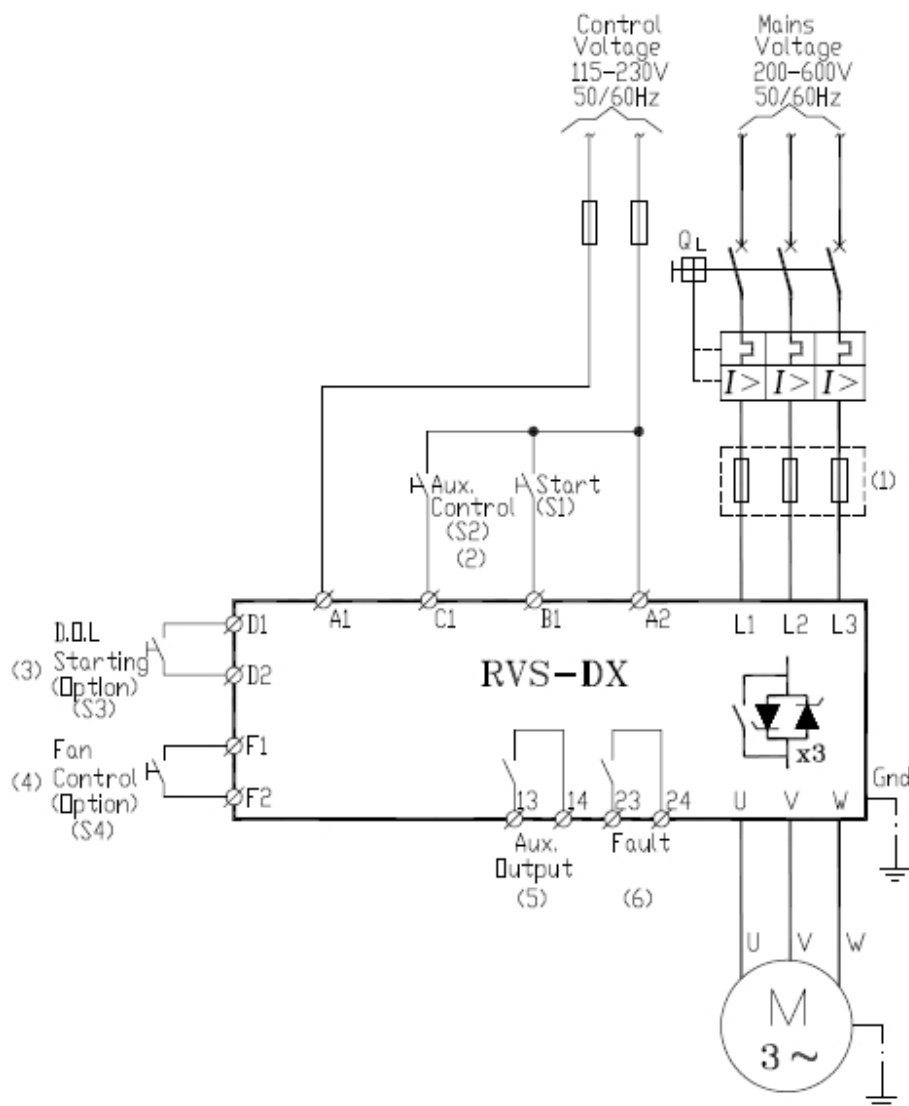 Control
Voltage
115-230V
50/60Hz
Mains
Voltage
200-600V
50/60Hz
QL
I> I> I>
(1)
Aux.
Control
(S2)
(2)
Start
(S1)
A1 C1 B1 A2 L1 L2 L3
D.O.L
Starting
(Option)
(S3)
(3)
D1
D2
RVS-DX
x3
Fan
Control
(Option)
(S4)
(4)
F1
F2
13 14 23 24
U V W
Gnd
Aux.
Output
(5)
Fault
(6)
U V W
M
3 ~